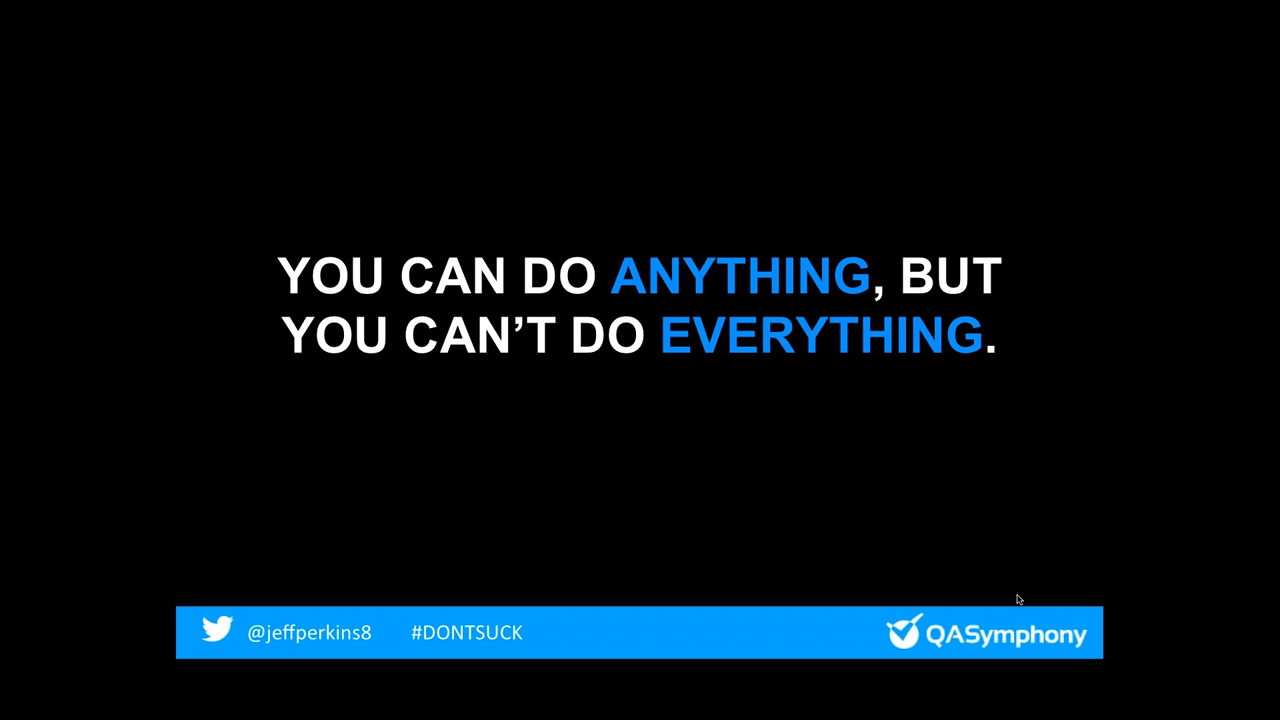 YOU CAN DO ANYTHING, BUT
YOU CAN’T DO EVERYTHING.
@jeffperkins8 #DONTSUCK QASymphony